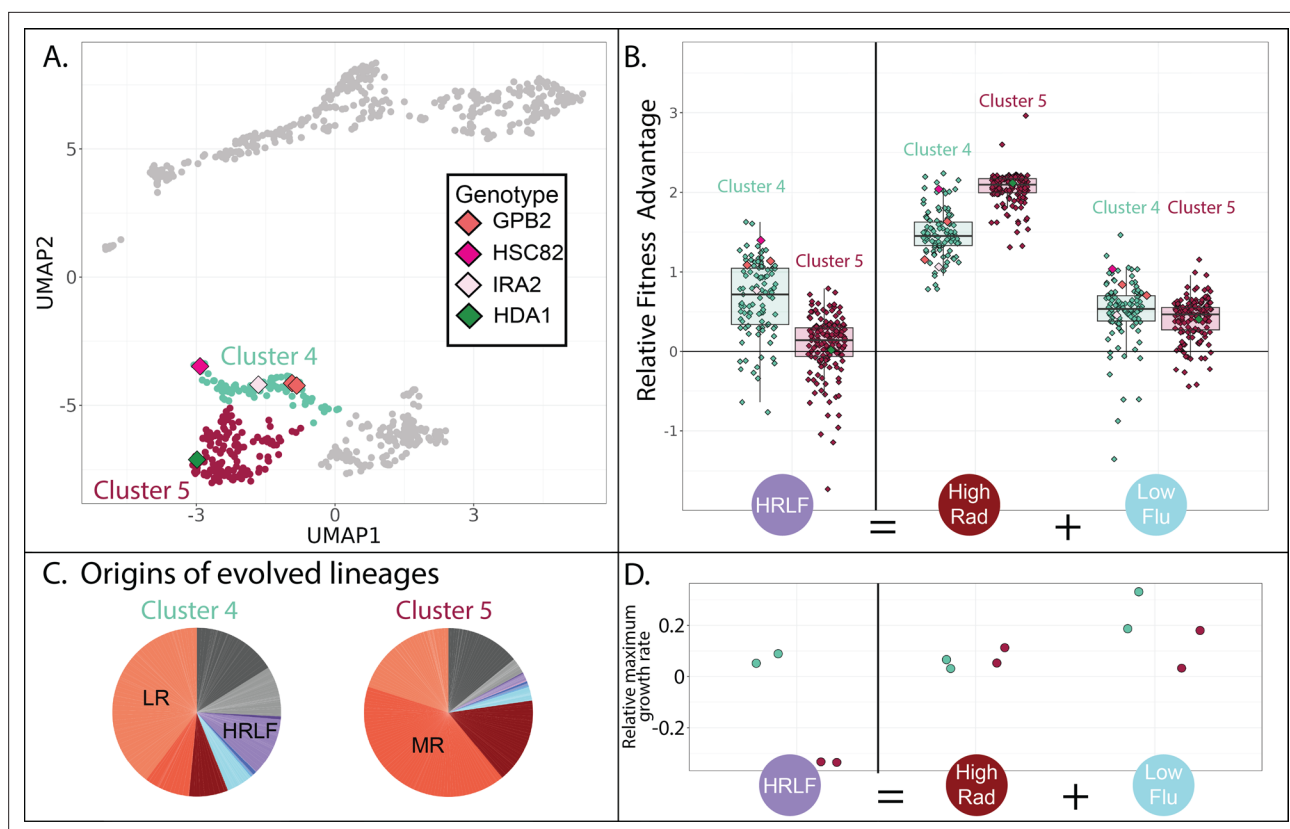 A.
UMAP2
5
0
-5
Genotype
GPB2
HSC82
IRA2
HDA1
Cluster 4
Cluster 5
-3
0
3
UMAP1
B.
Relative Fitness Advantage
3
2
1
0
-1
Cluster 4
Cluster 5
Cluster 4
Cluster 5
Cluster 4 Cluster 5
HRLF
=
High
Rad
+
Low
Flu
C. Origins of evolved lineages
Cluster 4
LR
HRLF
Cluster 5
MR
D.
Relative maximum
growth rate
0.2
0
-0.2
HRLF
=
High
Rad
+
Low
Flu